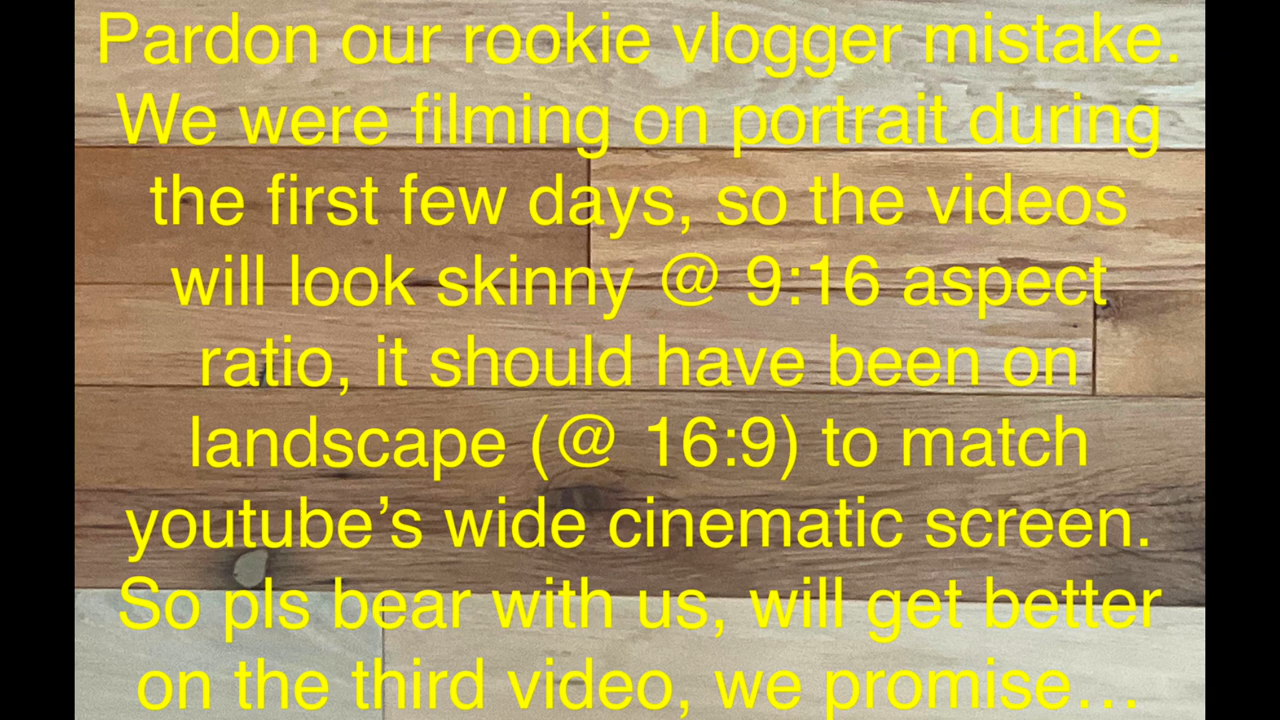 Pardon our rookie vlogger mistake.
We were filming on portrait during
the first few days, so the videos
will look skinny @ 9:16 aspect
ratio, it should have been on
landscape (@ 16:9) to match
youtube’s wide cinematic screen.
So pls bear with us, will get better
on the third video, we promise…